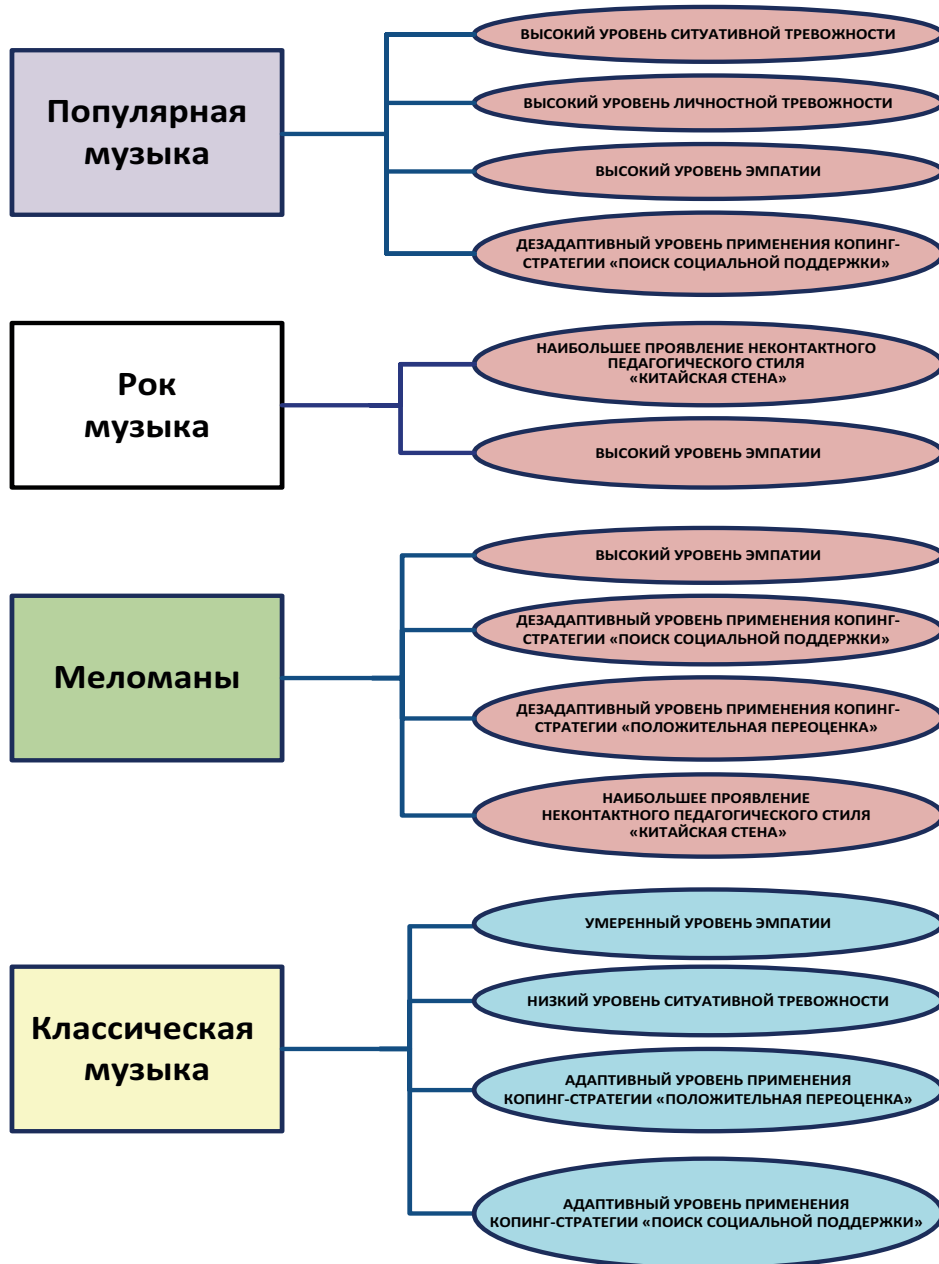 Популярная
музыка
ВЫСОКИЙ УРОВЕНЬ СИТУАТИВНОЙ ТРЕВОЖНОСТИ
ВЫСОКИЙ УРОВЕНЬ ЛИЧНОСТНОЙ ТРЕВОЖНОСТИ
ВЫСОКИЙ УРОВЕНЬ ЭМПАТИИ
ДЕЗАДАПТИВНЫЙ УРОВЕНЬ ПРИМЕНЕНИЯ КОПИНГ-
СТРАТЕГИИ «ПОИСК СОЦИАЛЬНОЙ ПОДДЕРЖКИ»
Рок
музыка
НАИБОЛЬШЕЕ ПРОЯВЛЕНИЕ НЕКОНТАКТНОГО
ПЕДАГОГИЧЕСКОГО СТИЛЯ
«КИТАЙСКАЯ СТЕНА»
ВЫСОКИЙ УРОВЕНЬ ЭМПАТИИ
Меломаны
ВЫСОКИЙ УРОВЕНЬ ЭМПАТИИ
ДЕЗАДАПТИВНЫЙ УРОВЕНЬ ПРИМЕНЕНИЯ КОПИНГ-
СТРАТЕГИИ «ПОИСК СОЦИАЛЬНОЙ ПОДДЕРЖКИ»
ДЕЗАДАПТИВНЫЙ УРОВЕНЬ ПРИМЕНЕНИЯ КОПИНГ-
СТРАТЕГИИ «ПОЛОЖИТЕЛЬНАЯ ПЕРЕОЦЕНКА»
НАИБОЛЬШЕЕ ПРОЯВЛЕНИЕ
НЕКОНТАКТНОГО ПЕДАГОГИЧЕСКОГО СТИЛЯ
«КИТАЙСКАЯ СТЕНА»
Классическая
музыка
УМЕРЕННЫЙ УРОВЕНЬ ЭМПАТИИ
НИЗКИЙ УРОВЕНЬ СИТУАТИВНОЙ ТРЕВОЖНОСТИ
АДАПТИВНЫЙ УРОВЕНЬ ПРИМЕНЕНИЯ
КОПИНГ-СТРАТЕГИИ «ПОЛОЖИТЕЛЬНАЯ ПЕРЕОЦЕНКА»
АДАПТИВНЫЙ УРОВЕНЬ ПРИМЕНЕНИЯ
КОПИНГ-СТРАТЕГИИ «ПОИСК СОЦИАЛЬНОЙ ПОДДЕРЖКИ»